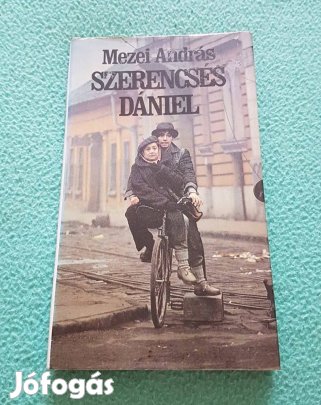 Mezei András
SZERENCSÉS
DÁNIEL
Jófogás